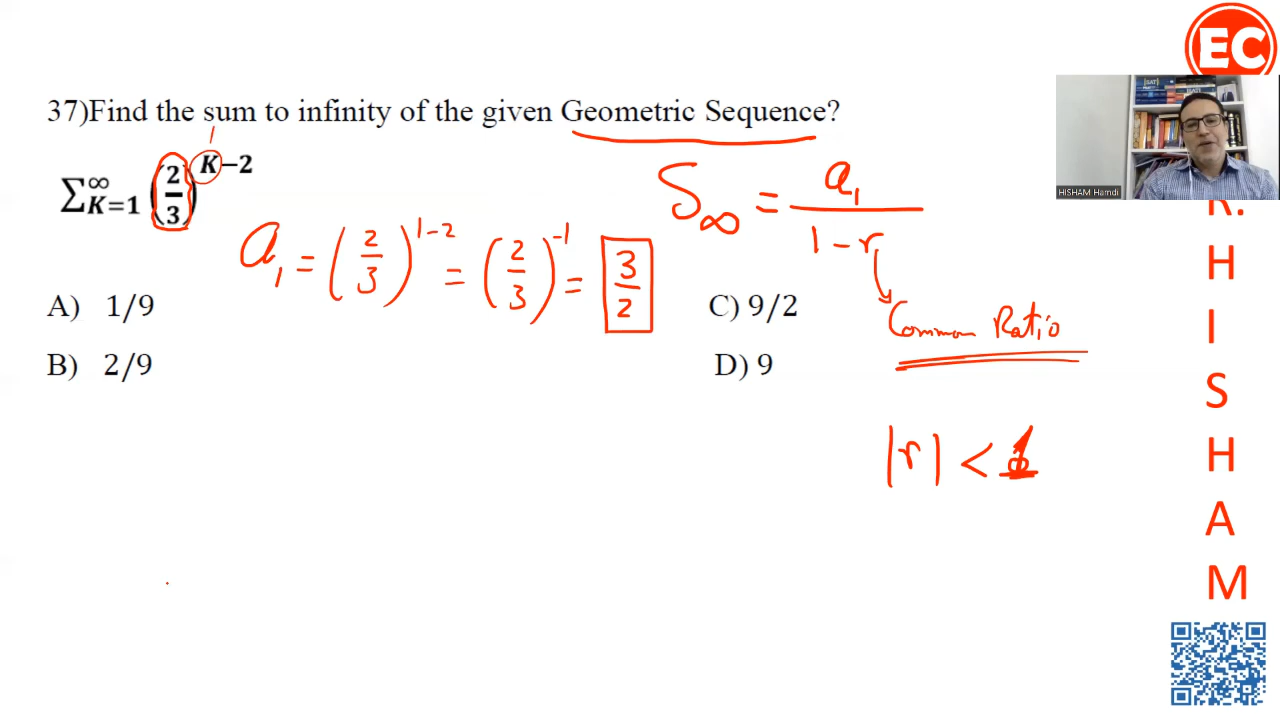 EC
37)Find the sum to infinity of the given Geometric Sequence?
1
∑∞K=1 (2/3)^K−2
S∞ = a1/1−r
a1 = (2/3)^1−2 = (2/3)^−1 = 3/2
Common Ratio
A) 1/9
C) 9/2
B) 2/9
D) 9
|r| < 1
HISHAM Hamdi
R.
H
I
S
H
A
M